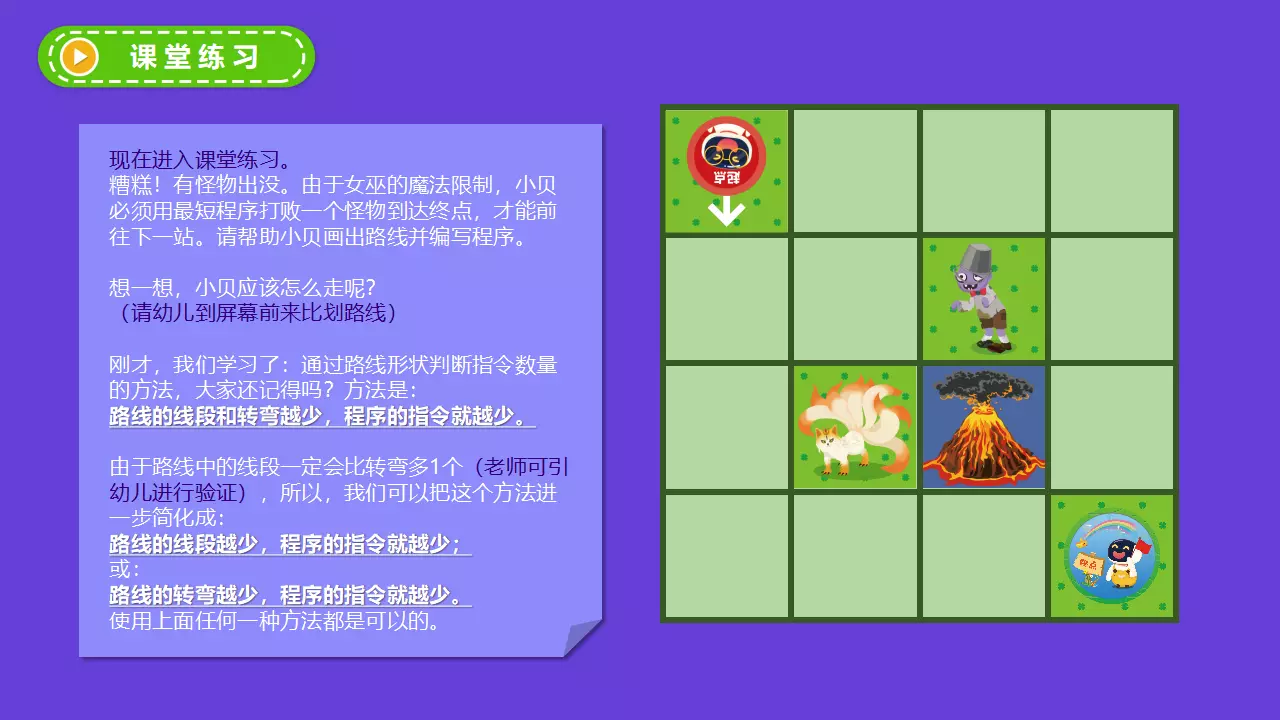 课堂练习
现在进入课堂练习。
糟糕！有怪物出没。由于女巫的魔法限制，小贝
必须用最短程序打败一个怪物到达终点，才能前
往下一站。请帮助小贝画出路线并编写程序。
想一想，小贝应该怎么走呢？
（请幼儿到屏幕前来比划路线）
刚才，我们学习了：通过路线形状判断指令数量
的方法，大家还记得吗？方法是：
路线的线段和转弯越少，程序的指令就越少。
由于路线中的线段一定会比转弯多1个（老师可引
幼儿进行验证），所以，我们可以把这个方法进
一步简化成：
路线的线段越少，程序的指令就越少；
或：
路线的转弯越少，程序的指令就越少。
使用上面任何一种方法都是可以的。
起点
终点